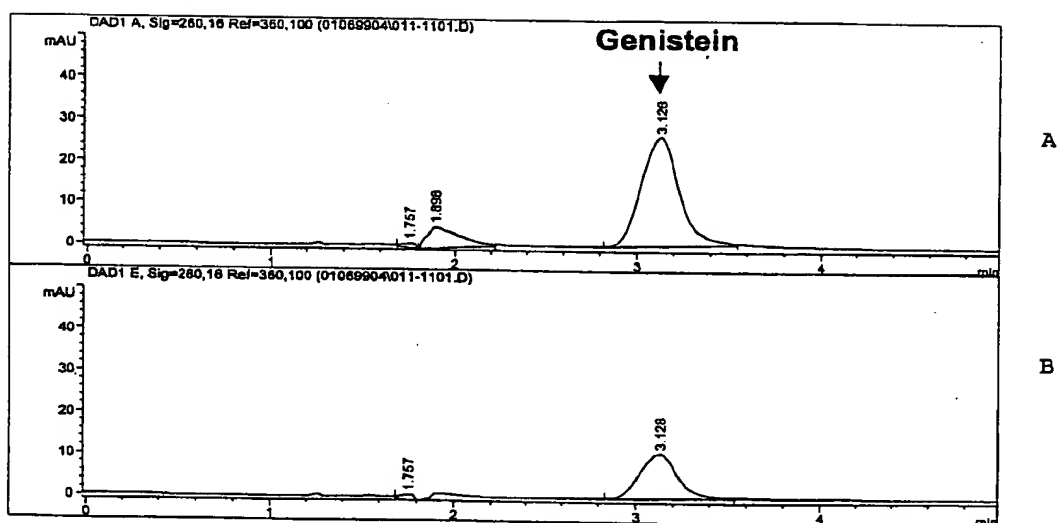 DAD1 A, Sig=260,16 Ref=360,100 (01069904\011-1101.D)
mAU
Genistein
40
30
20
10
0
1.757
1.898
3.128
A
0
1
2
3
4
min
DAD1 E, Sig=280,16 Ref=360,100 (01069904\011-1101.D)
mAU
40
30
20
10
0
1.757
3.128
B
0
1
2
3
4
min